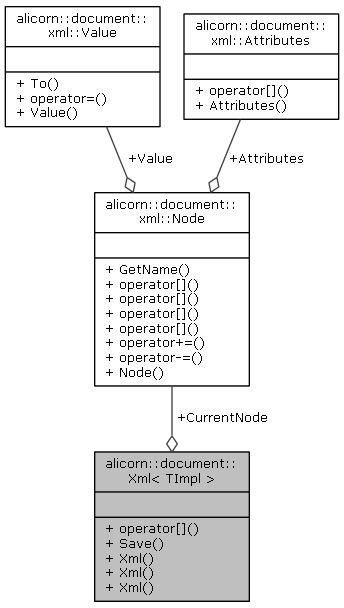 alicorn::document::
xml::Value
+ To()
+ operator=()
+ Value()
alicorn::document::
xml::Attributes
+ operator[]()
+ Attributes()
+Value
+Attributes
alicorn::document::
xml::Node
+ GetName()
+ operator[]()
+ operator[]()
+ operator[]()
+ operator[]()
+ operator+=()
+ operator-=()
+ Node()
+CurrentNode
alicorn::document::
Xml< TImpl >
+ operator[]()
+ Save()
+ Xml()
+ Xml()
+ Xml()